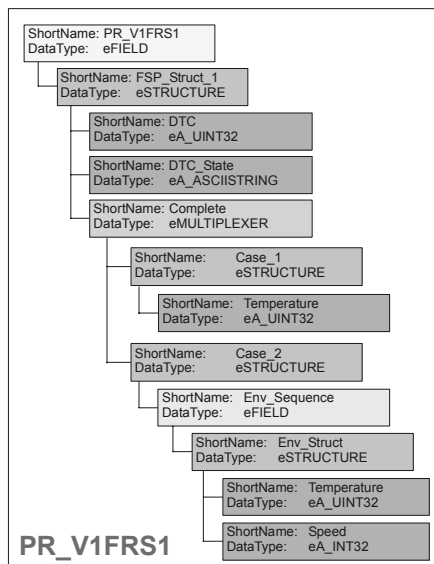 ShortName: PR_V1FRS1
DataType: eFIELD
ShortName: FSP_Struct_1
DataType: eSTRUCTURE
ShortName: DTC
DataType: eA_UINT32
ShortName: DTC_State
DataType: eA_ASCIISTRING
ShortName: Complete
DataType: eMULTIPLEXER
ShortName: Case_1
DataType: eSTRUCTURE
ShortName: Temperature
DataType: eA_UINT32
ShortName: Case_2
DataType: eSTRUCTURE
ShortName: Env_Sequence
DataType: eFIELD
ShortName: Env_Struct
DataType: eSTRUCTURE
ShortName: Temperature
DataType: eA_UINT32
ShortName: Speed
DataType: eA_INT32
PR_V1FRS1